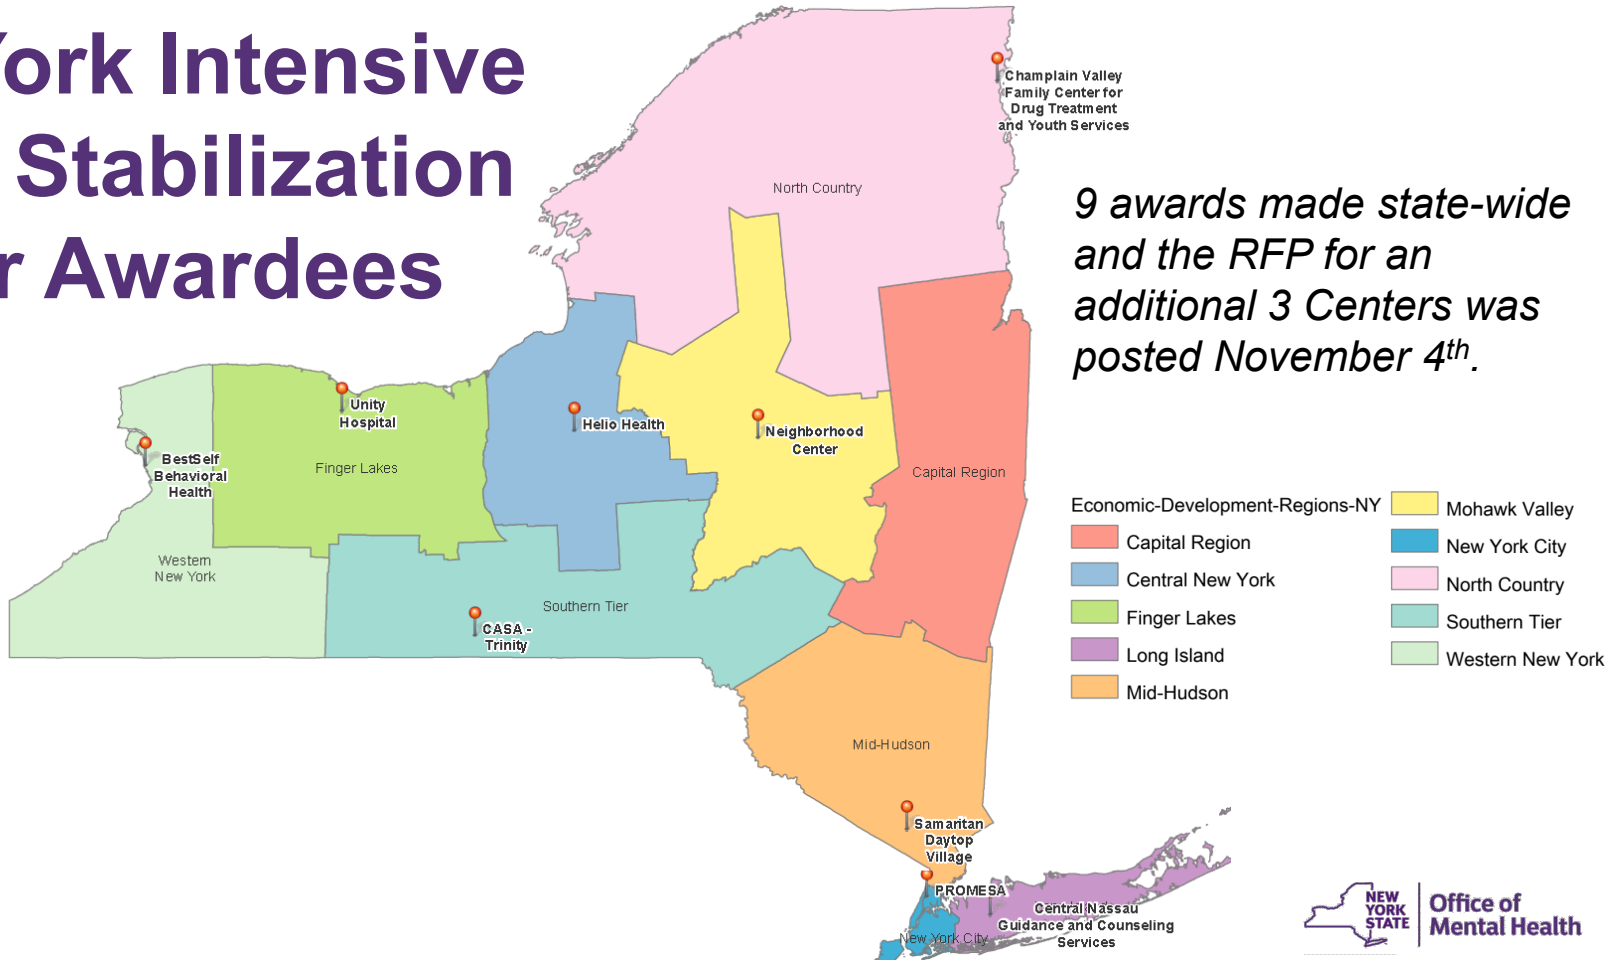 York Intensive
Stabilization
r Awardees
Champlain Valley
Family Center for
Drug Treatment
and Youth Services
North Country
9 awards made state-wide
and the RFP for an
additional 3 Centers was
posted November 4th.
Unity
Hospital
Helio Health
Neighborhood
Center
BestSelf
Behavioral
Health
Finger Lakes
Capital Region
Western
New York
Southern Tier
CASA -
Trinity
Economic-Development-Regions-NY
Capital Region
Central New York
Finger Lakes
Long Island
Mid-Hudson
Mohawk Valley
New York City
North Country
Southern Tier
Western New York
Mid-Hudson
Samaritan
Daytop
Village
PROMESA
Central Nassau
Guidance and Counseling
Services
New York City
NEW
YORK
STATE
Office of
Mental Health